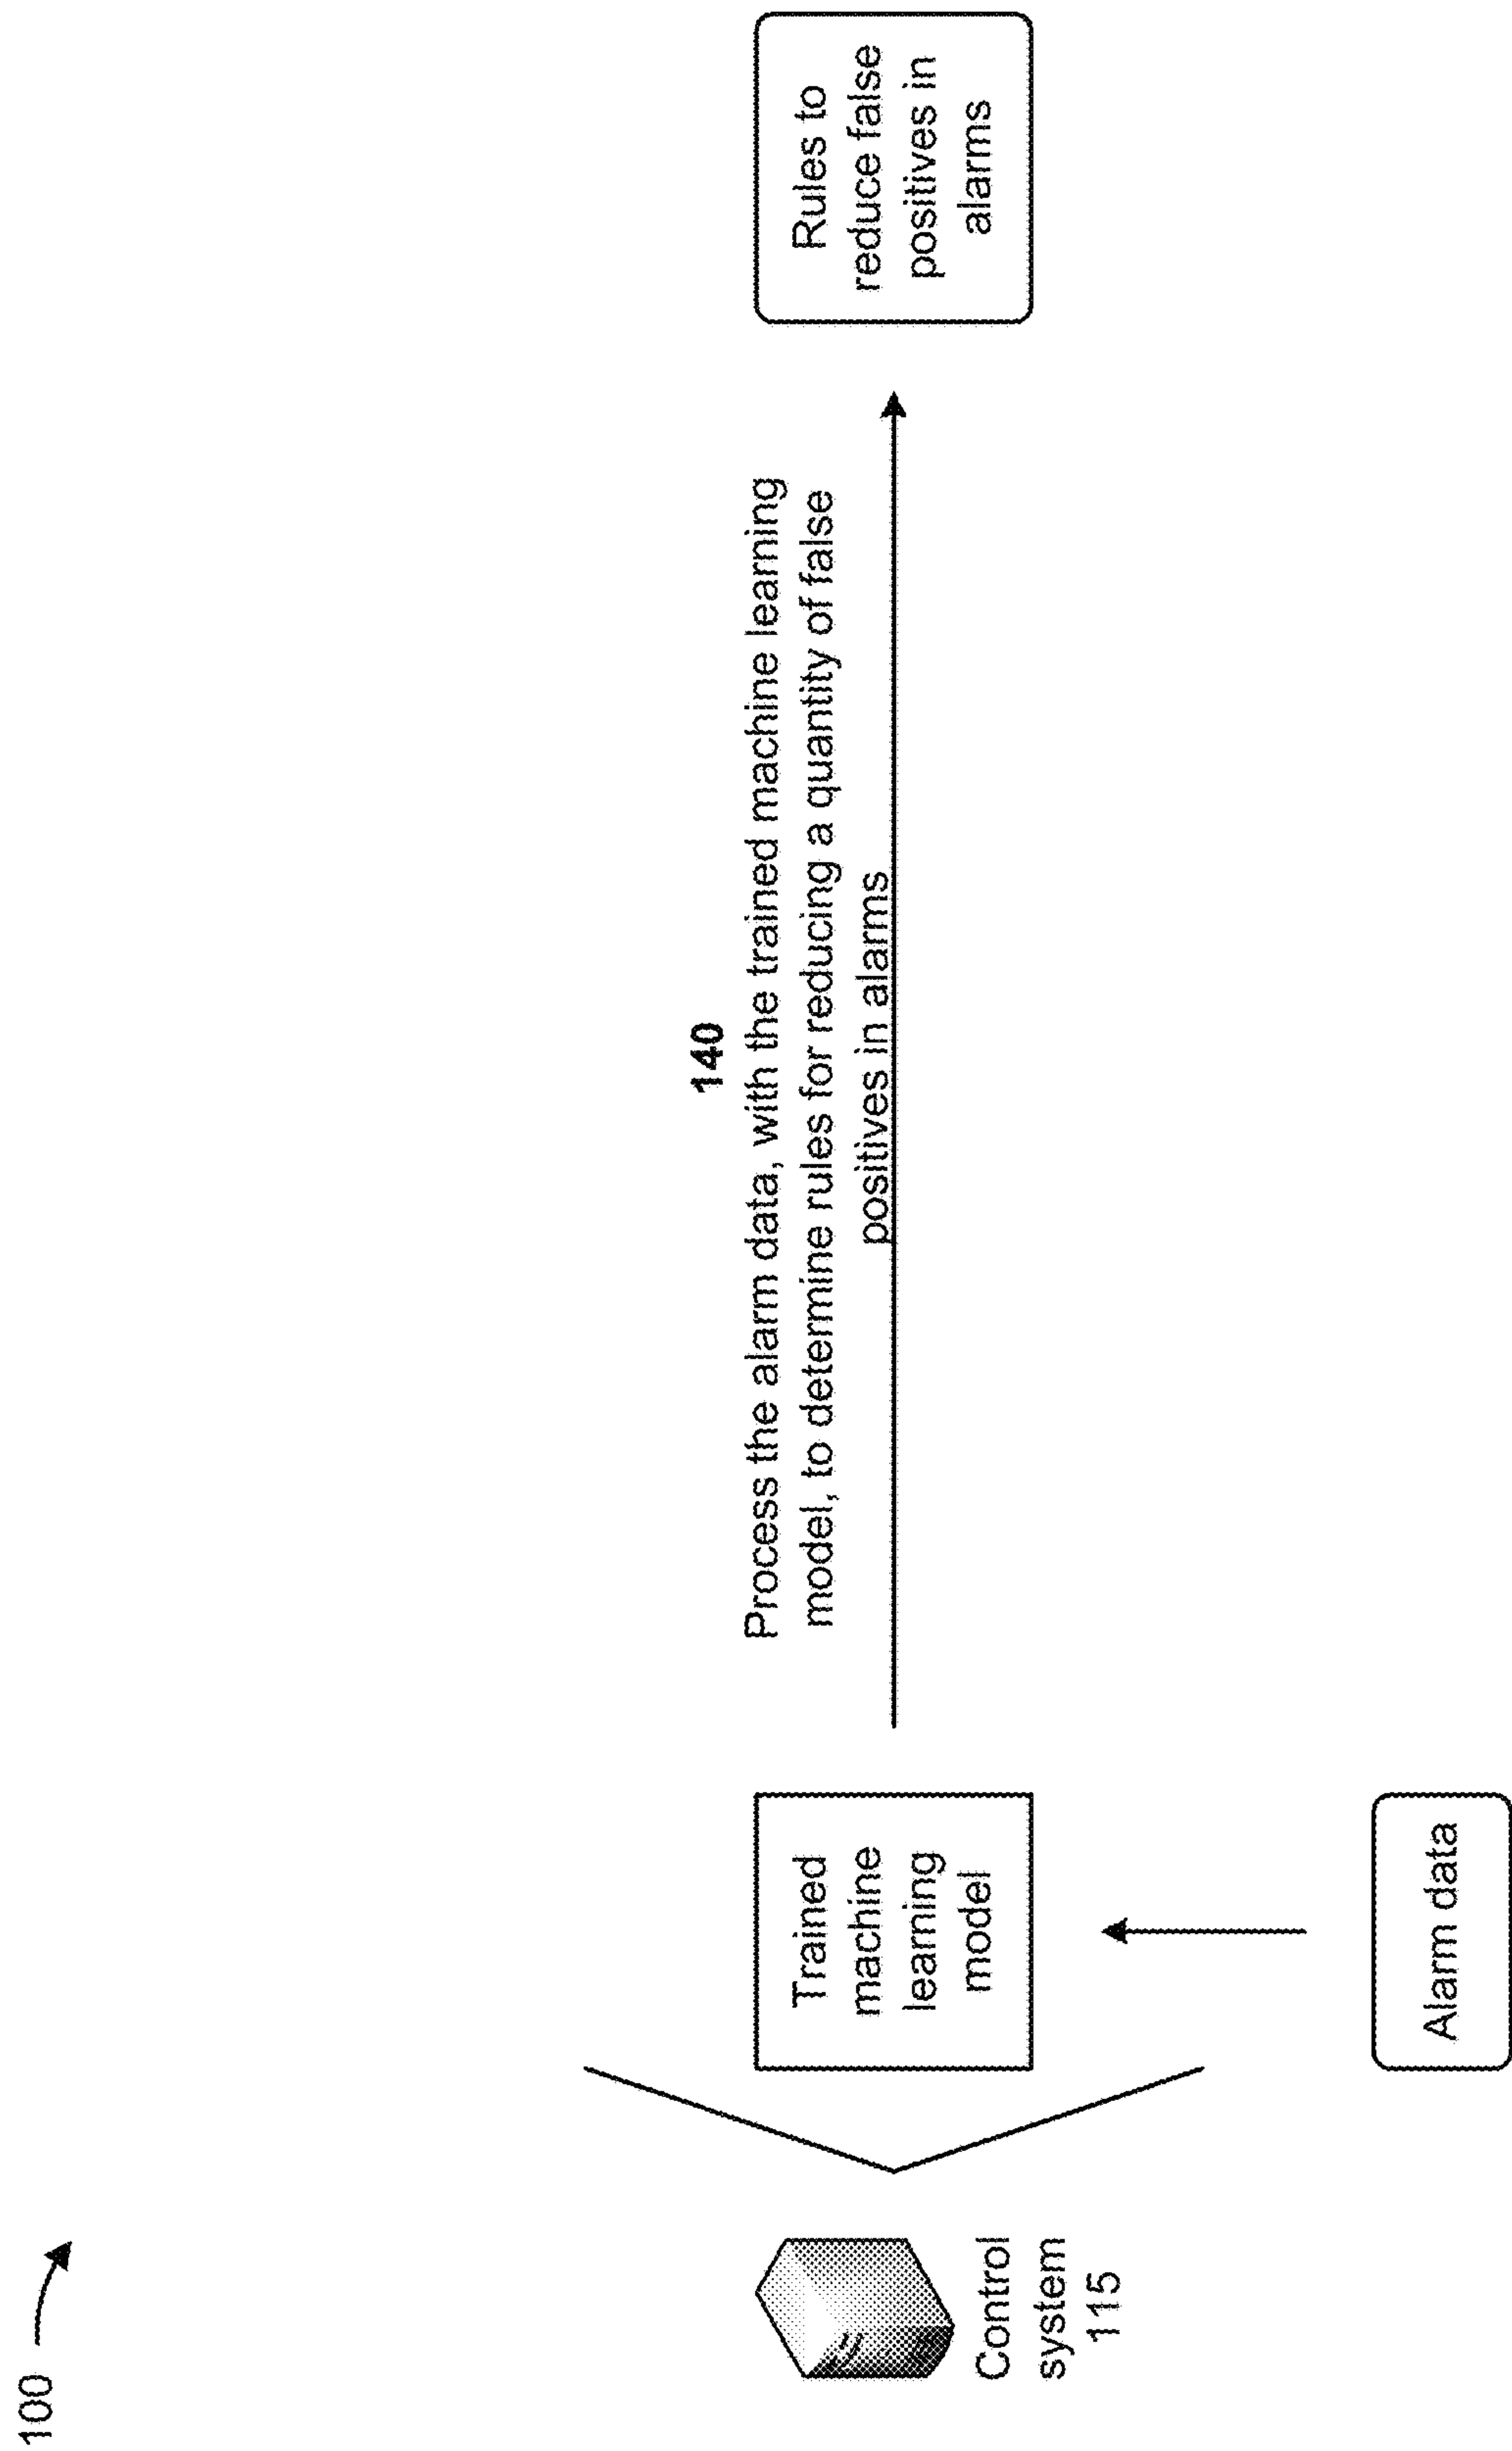 100
140
Process the alarm data, with the trained machine learning
model, to determine rules for reducing a quantity of false
positives in alarms
Control
system
115
Trained
machine
learning
model
Rules to
reduce false
positives in
alarms
Alarm data